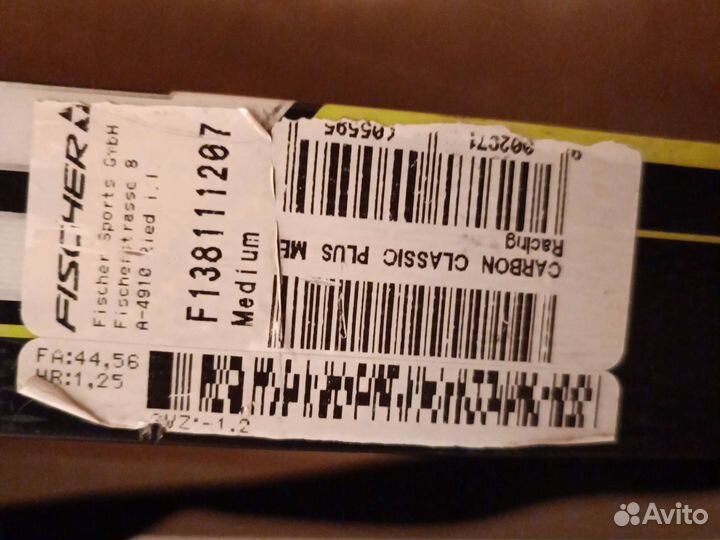 FISCHER
Fischer Sports GmbH
Fischerstrasse 8
A-4910 Ried i.I
F138111207
Medium
CARBON CLASSIC PLUS ME
Racing
002971
FA:44,56
HR:1,25
Avito